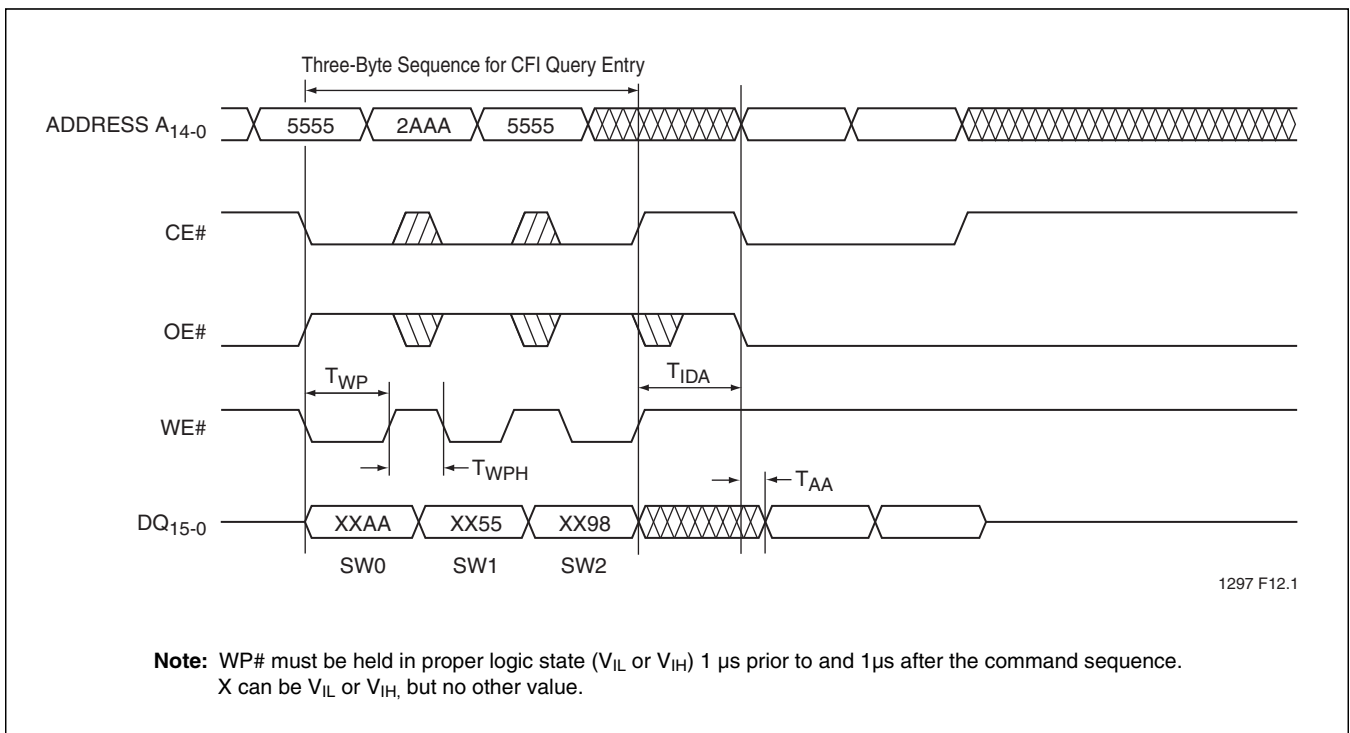 Three-Byte Sequence for CFI Query Entry
ADDRESS A14-0
5555
2AAA
5555
CE#
OE#
TWP
TIDA
WE#
TWPH
TAA
DQ15-0
XXAA
XX55
XX98
SW0
SW1
SW2
1297 F12.1
Note: WP# must be held in proper logic state (VIL or VIH) 1 µs prior to and 1µs after the command sequence.
X can be VIL or VIH, but no other value.